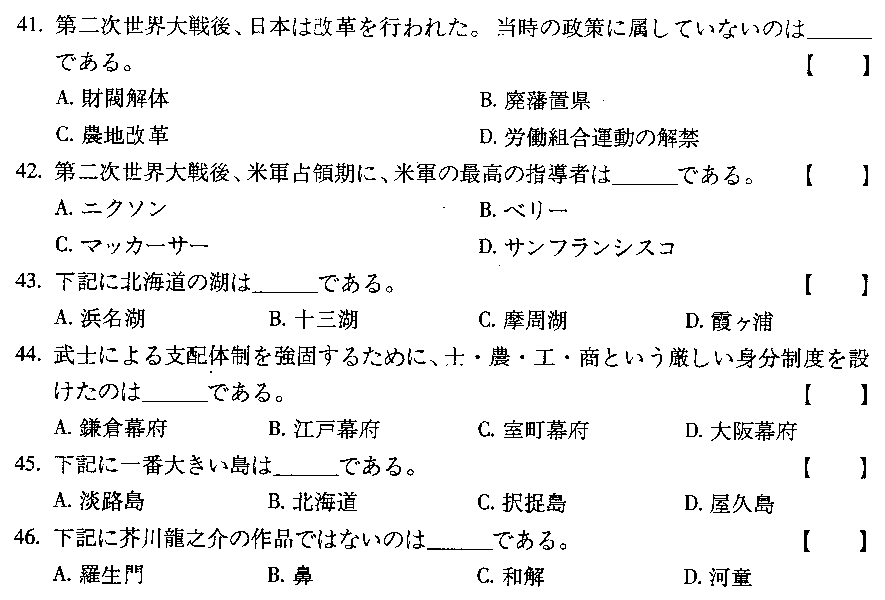 41. 第二次世界大戦後、日本は改革を行われた。当時の政策に属していないのは______
である。 【 】
A. 財閥解体 B. 廃藩置県
C. 農地改革 D. 労働組合運動の解禁
42. 第二次世界大戦後、米軍占領期に、米軍の最高の指導者は______である。 【 】
A. ニクソン B. ベリー
C. マッカーサー D. サンフランシスコ
43. 下記に北海道の湖は______である。 【 】
A. 浜名湖 B. 十三湖 C. 摩周湖 D. 霞ヶ浦
44. 武士による支配体制を強固するために、士・農・工・商という厳しい身分制度を設
けたのは______である。 【 】
A. 鎌倉幕府 B. 江戸幕府 C. 室町幕府 D. 大阪幕府
45. 下記に一番大きい島は______である。 【 】
A. 淡路島 B. 北海道 C. 択捉島 D. 屋久島
46. 下記に芥川龍之介の作品ではないのは______である。 【 】
A. 羅生門 B. 鼻 C. 和解 D. 河童